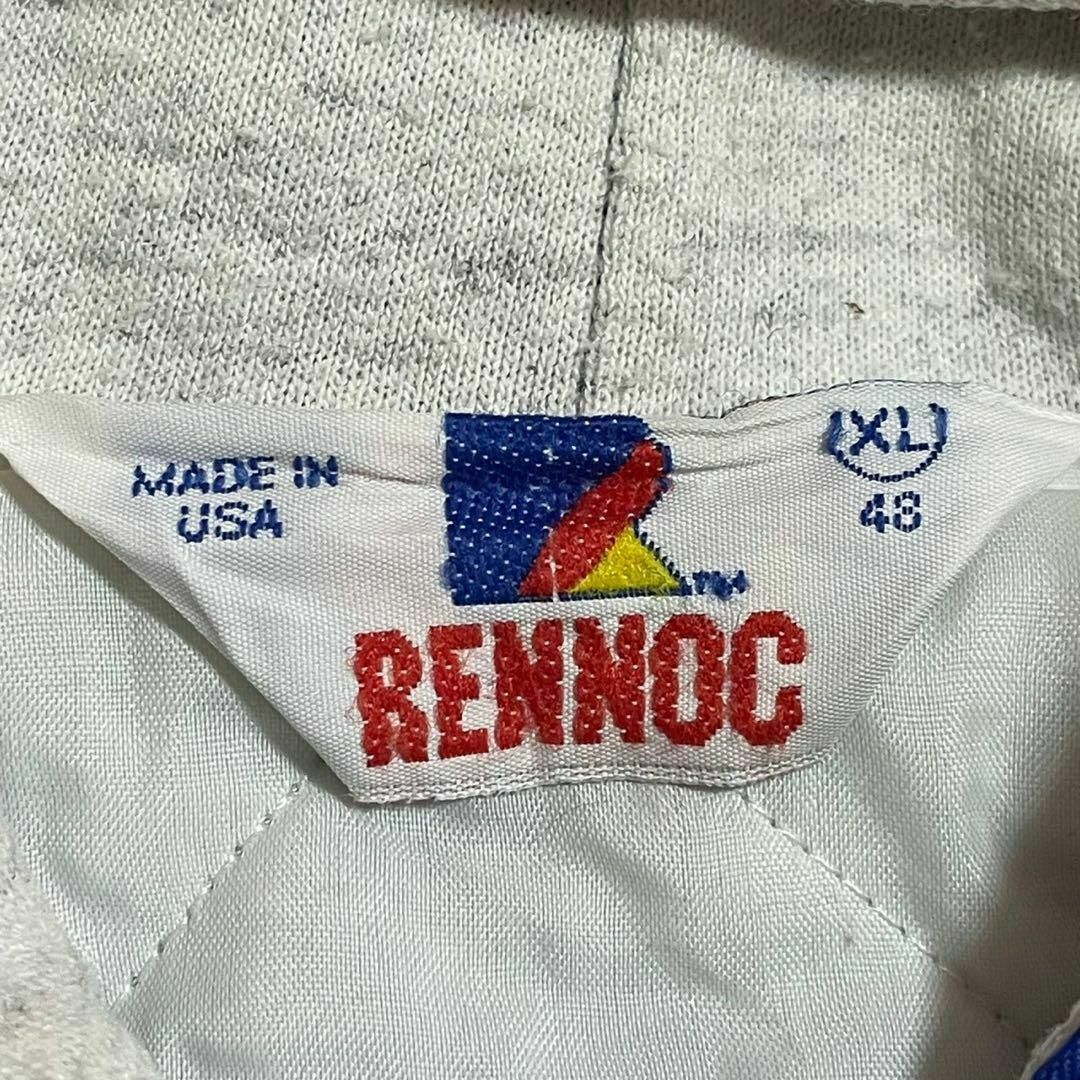 MADE IN
USA
(XL)
48
R TM
RENNOC